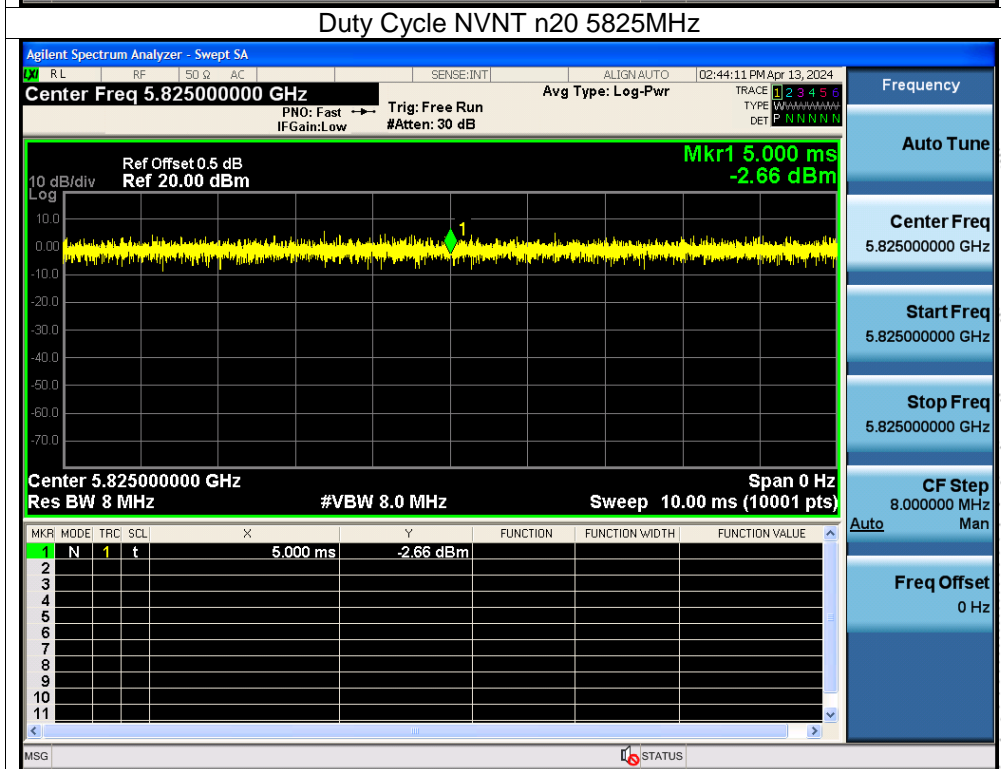 Duty Cycle NVNT n20 5825MHz
Agilent Spectrum Analyzer - Swept SA
LXI RL RF 50 Ω AC SENSE:INT ALIGN AUTO 02:44:11 PM Apr 13, 2024
Center Freq 5.825000000 GHz Avg Type: Log-Pwr TRACE 1 2 3 4 5 6
PNO: Fast Trig: Free Run TYPE WWWWWWW
IFGain:Low #Atten: 30 dB DET P N N N N N
Mkr1 5.000 ms
Ref Offset 0.5 dB
10 dB/div Ref 20.00 dBm -2.66 dBm
Log
10.0
1
0.00
-10.0
-20.0
-30.0
-40.0
-50.0
-60.0
-70.0
Center 5.825000000 GHz Span 0 Hz
Res BW 8 MHz #VBW 8.0 MHz Sweep 10.00 ms (10001 pts)
MKR MODE TRC SCL X Y FUNCTION FUNCTION WIDTH FUNCTION VALUE
1 N 1 t 5.000 ms -2.66 dBm
2
3
4
5
6
7
8
9
10
11
MSG STATUS
Frequency
Auto Tune
Center Freq
5.825000000 GHz
Start Freq
5.825000000 GHz
Stop Freq
5.825000000 GHz
CF Step
8.000000 MHz
Auto Man
Freq Offset
0 Hz